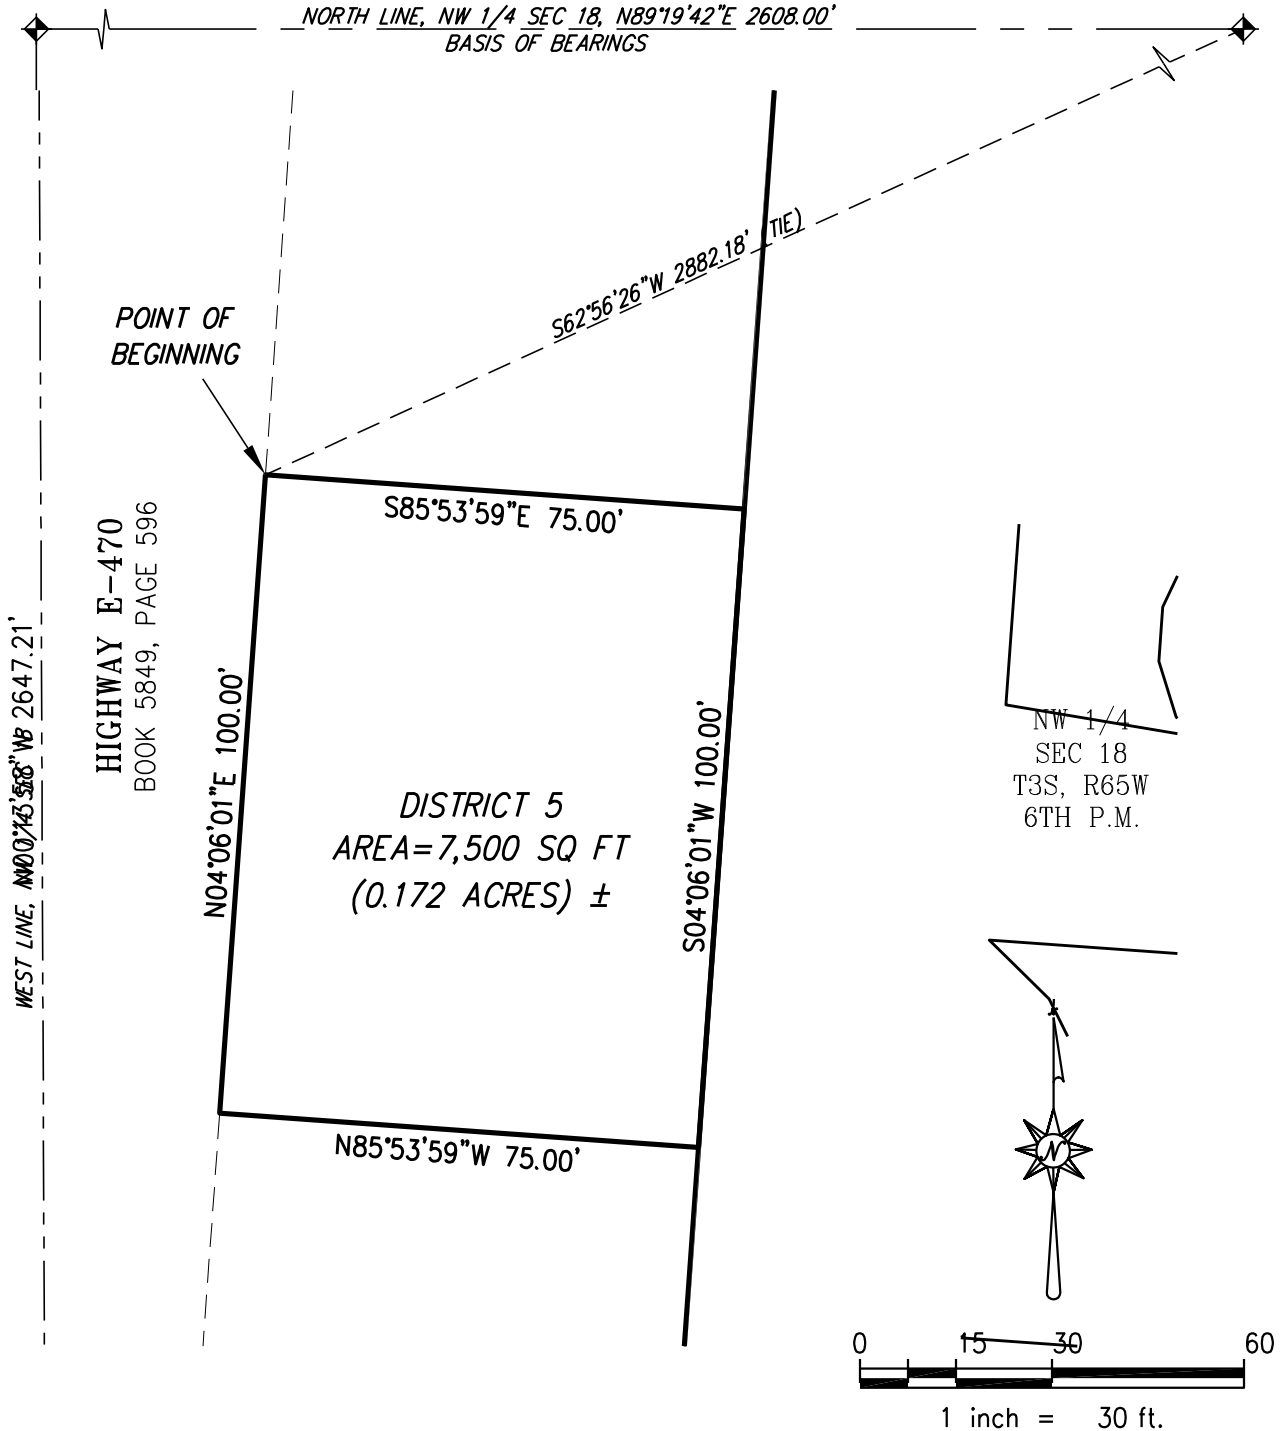 NORTH LINE, NW 1/4 SEC 18, N89°19'42"E 2608.00'
BASIS OF BEARINGS
S62°56'26"W 2882.18' (TIE)
POINT OF
BEGINNING
S85°53'59"E 75.00'
HIGHWAY E-470
BOOK 5849, PAGE 596
WEST LINE, 2647.21'
N04°06'01"E 100.00'
S04°06'01"W 100.00'
DISTRICT 5
AREA=7,500 SQ FT
(0.172 ACRES) ±
NW 1/4
SEC 18
T3S, R65W
6TH P.M.
N85°53'59"W 75.00'
N
0 15 30 60
1 inch = 30 ft.